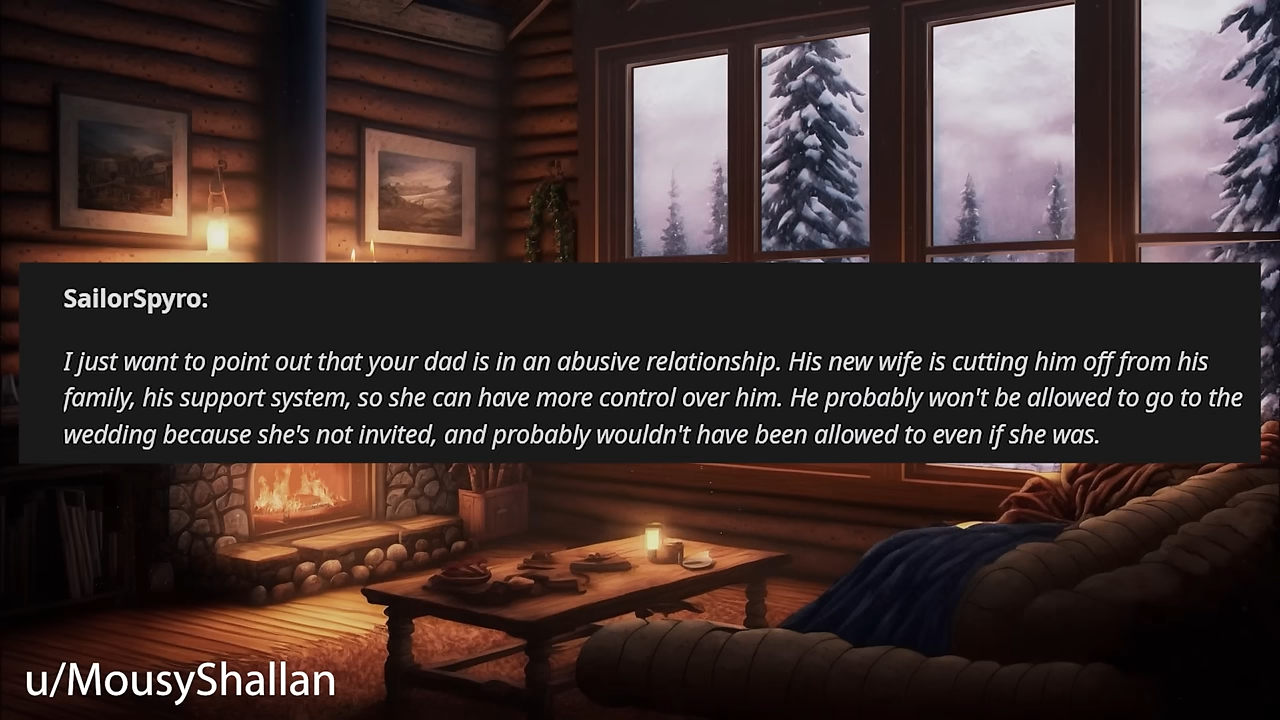 SailorSpyro:
I just want to point out that your dad is in an abusive relationship. His new wife is cutting him off from his
family, his support system, so she can have more control over him. He probably won't be allowed to go to the
wedding because she's not invited, and probably wouldn't have been allowed to even if she was.
u/MousyShallan